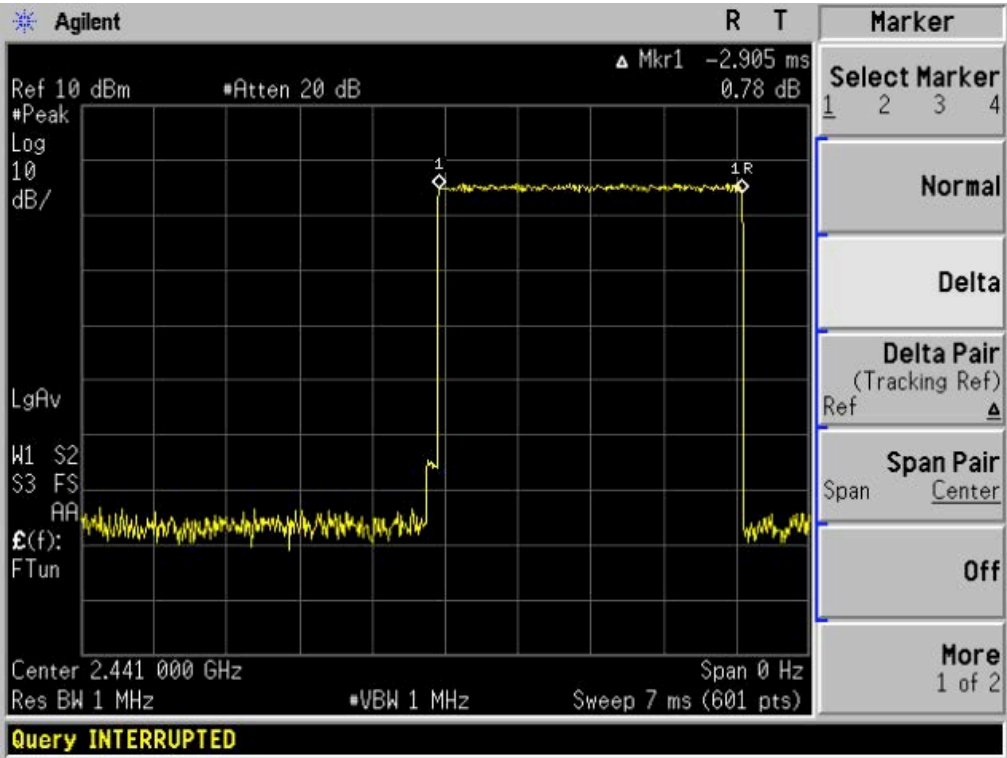 Agilent R T
Marker
Δ Mkr1 -2.905 ms
Ref 10 dBm #Atten 20 dB 0.78 dB
#Peak
Log
10
dB/
1
1R
LgAv
W1 S2
S3 FS
AA
£(f):
FTun
Center 2.441 000 GHz Span 0 Hz
Res BW 1 MHz #VBW 1 MHz Sweep 7 ms (601 pts)
Query INTERRUPTED
Select Marker
1 2 3 4
Normal
Delta
Delta Pair
(Tracking Ref)
Ref Δ
Span Pair
Span Center
Off
More
1 of 2